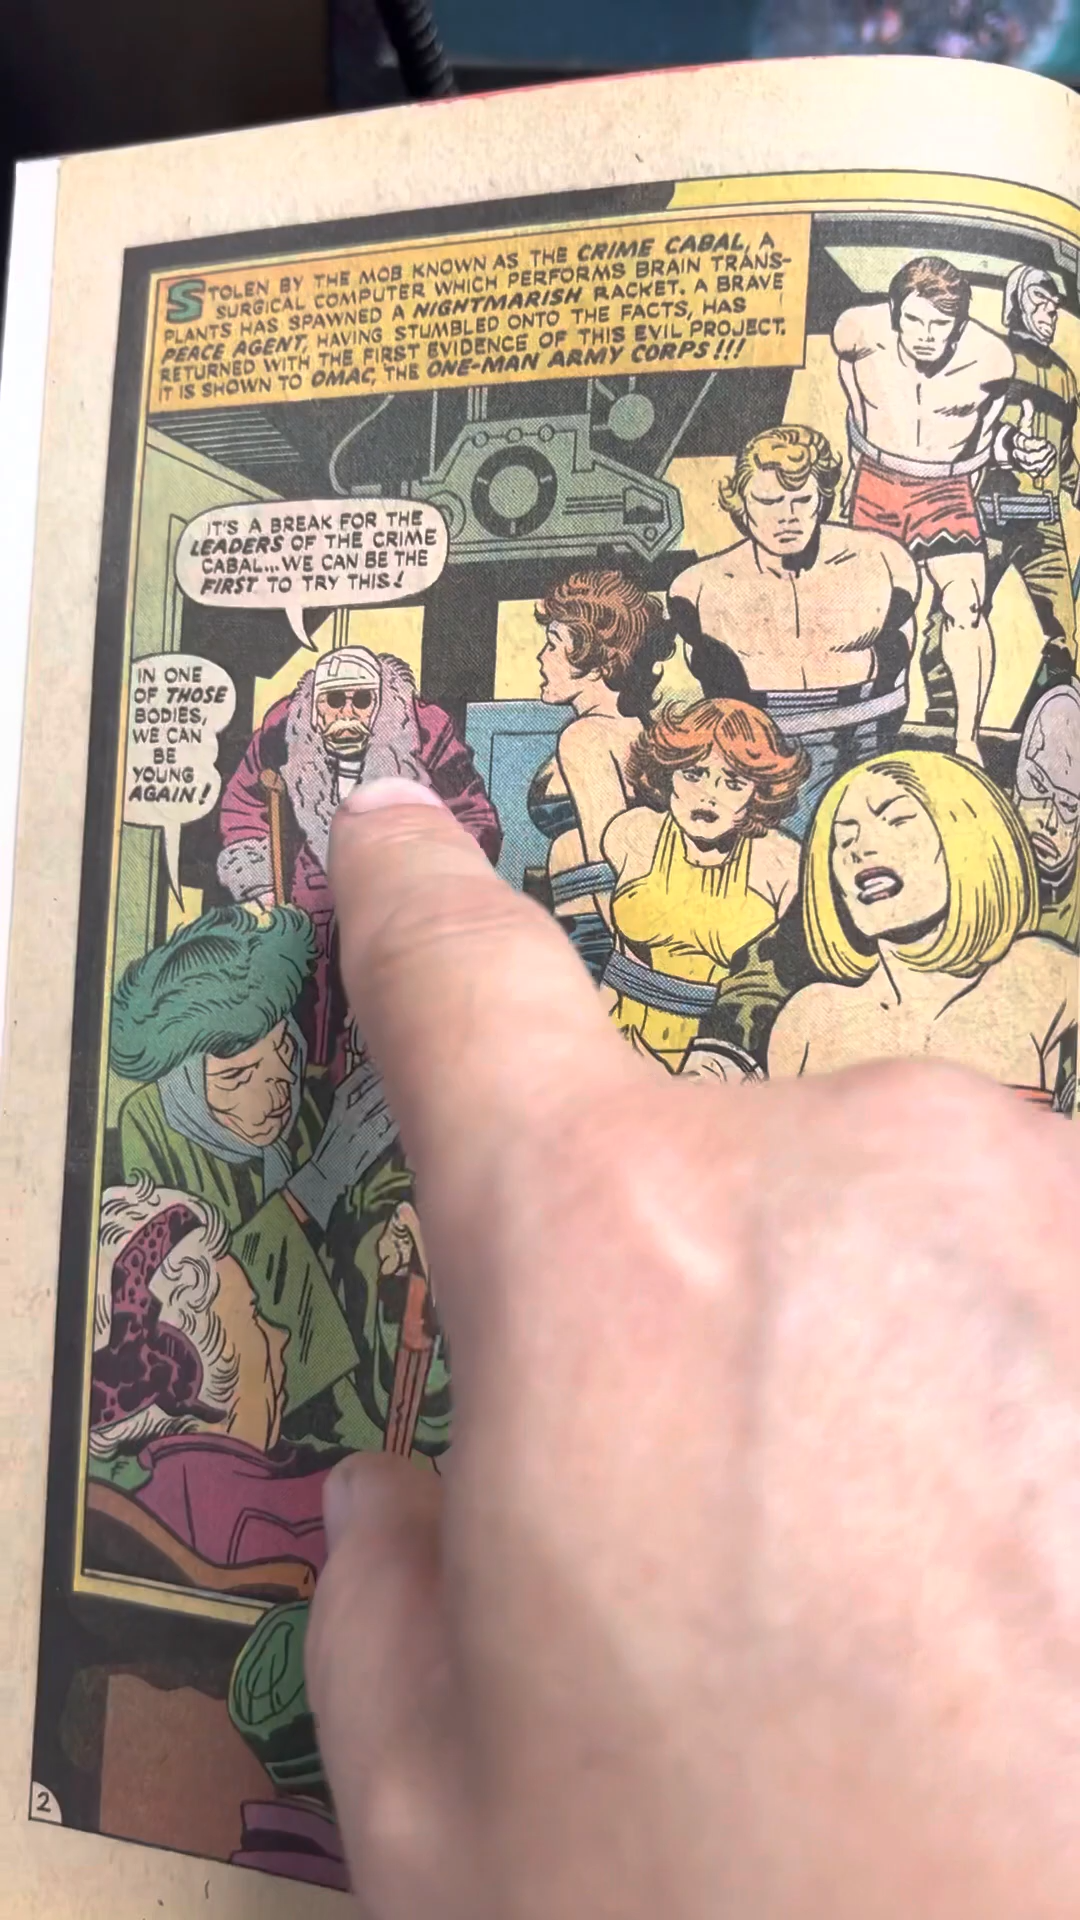 STOLEN BY THE MOB KNOWN AS THE CRIME CABAL, A
SURGICAL COMPUTER WHICH PERFORMS BRAIN TRANS-
PLANTS HAS SPAWNED A NIGHTMARISH RACKET. A BRAVE
PEACE AGENT, HAVING STUMBLED ONTO THE FACTS, HAS
RETURNED WITH THE FIRST EVIDENCE OF THIS EVIL PROJECT.
IT IS SHOWN TO OMAC, THE ONE-MAN ARMY CORPS!!!
IT'S A BREAK FOR THE
LEADERS OF THE CRIME
CABAL...WE CAN BE THE
FIRST TO TRY THIS!
IN ONE
OF THOSE
BODIES,
WE CAN
BE
YOUNG
AGAIN!
2